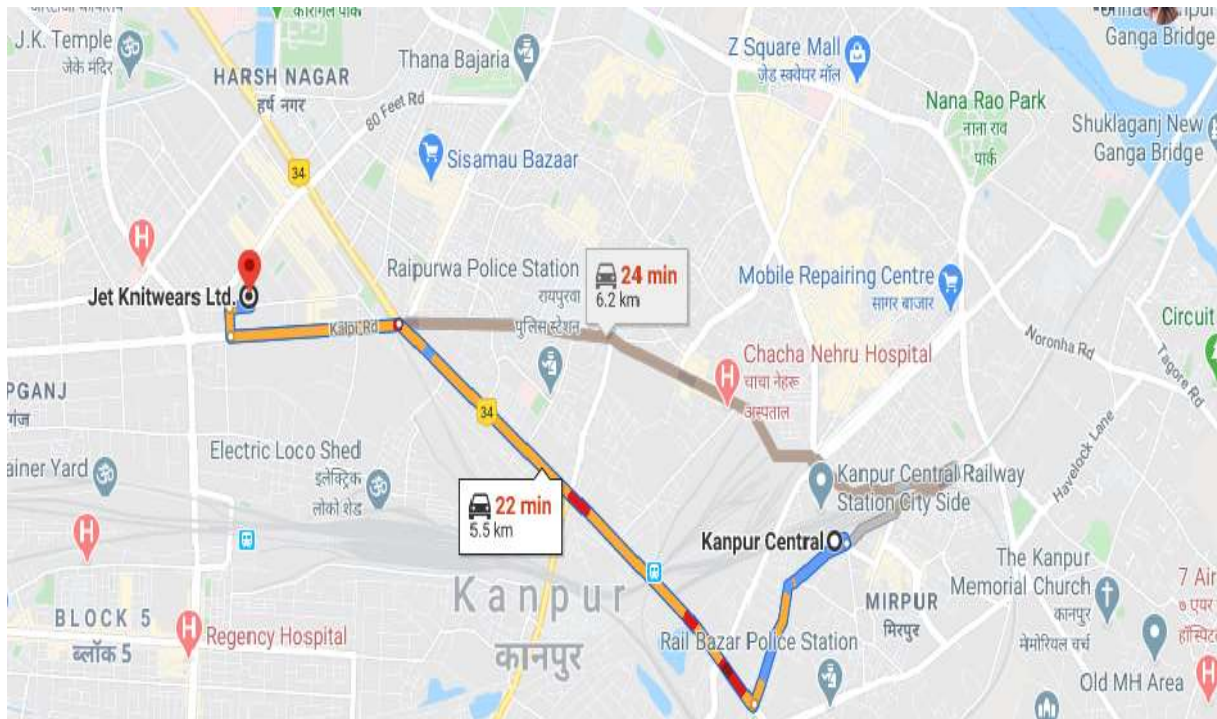 कारगिल पार्क
J.K. Temple
जेके मंदिर
HARSH NAGAR
हर्ष नगर
80 Feet Rd
Thana Bajaria
Z Square Mall
ज़ेड स्क्वेयर मॉल
Ganga Bridge
Nana Rao Park
नाना राव
पार्क
Shuklaganj New
Ganga Bridge
34
Sisamau Bazaar
Jet Knitwears Ltd.
Kalpi Rd
Raipurwa Police Station
रायपुरवा
पुलिस स्टेशन
24 min
6.2 km
Mobile Repairing Centre
सागर बाजार
Circuit
Noronha Rd
Tagore Rd
Chacha Nehru Hospital
चाचा नेहरू
अस्पताल
PGANJ
गंज
34
Electric Loco Shed
इलेक्ट्रिक
लोको शेड
ainer Yard
Havelock Lane
Kanpur Central Railway
Station City Side
22 min
5.5 km
Kanpur Central
The Kanpur
Memorial Church
कानपुर
मेमोरियल चर्च
Kanpur
कानपुर
MIRPUR
मिरपुर
7 Air
७ एयर
हॉस्पिट
BLOCK 5
ब्लॉक 5
Regency Hospital
Rail Bazar Police Station
Old MH Area